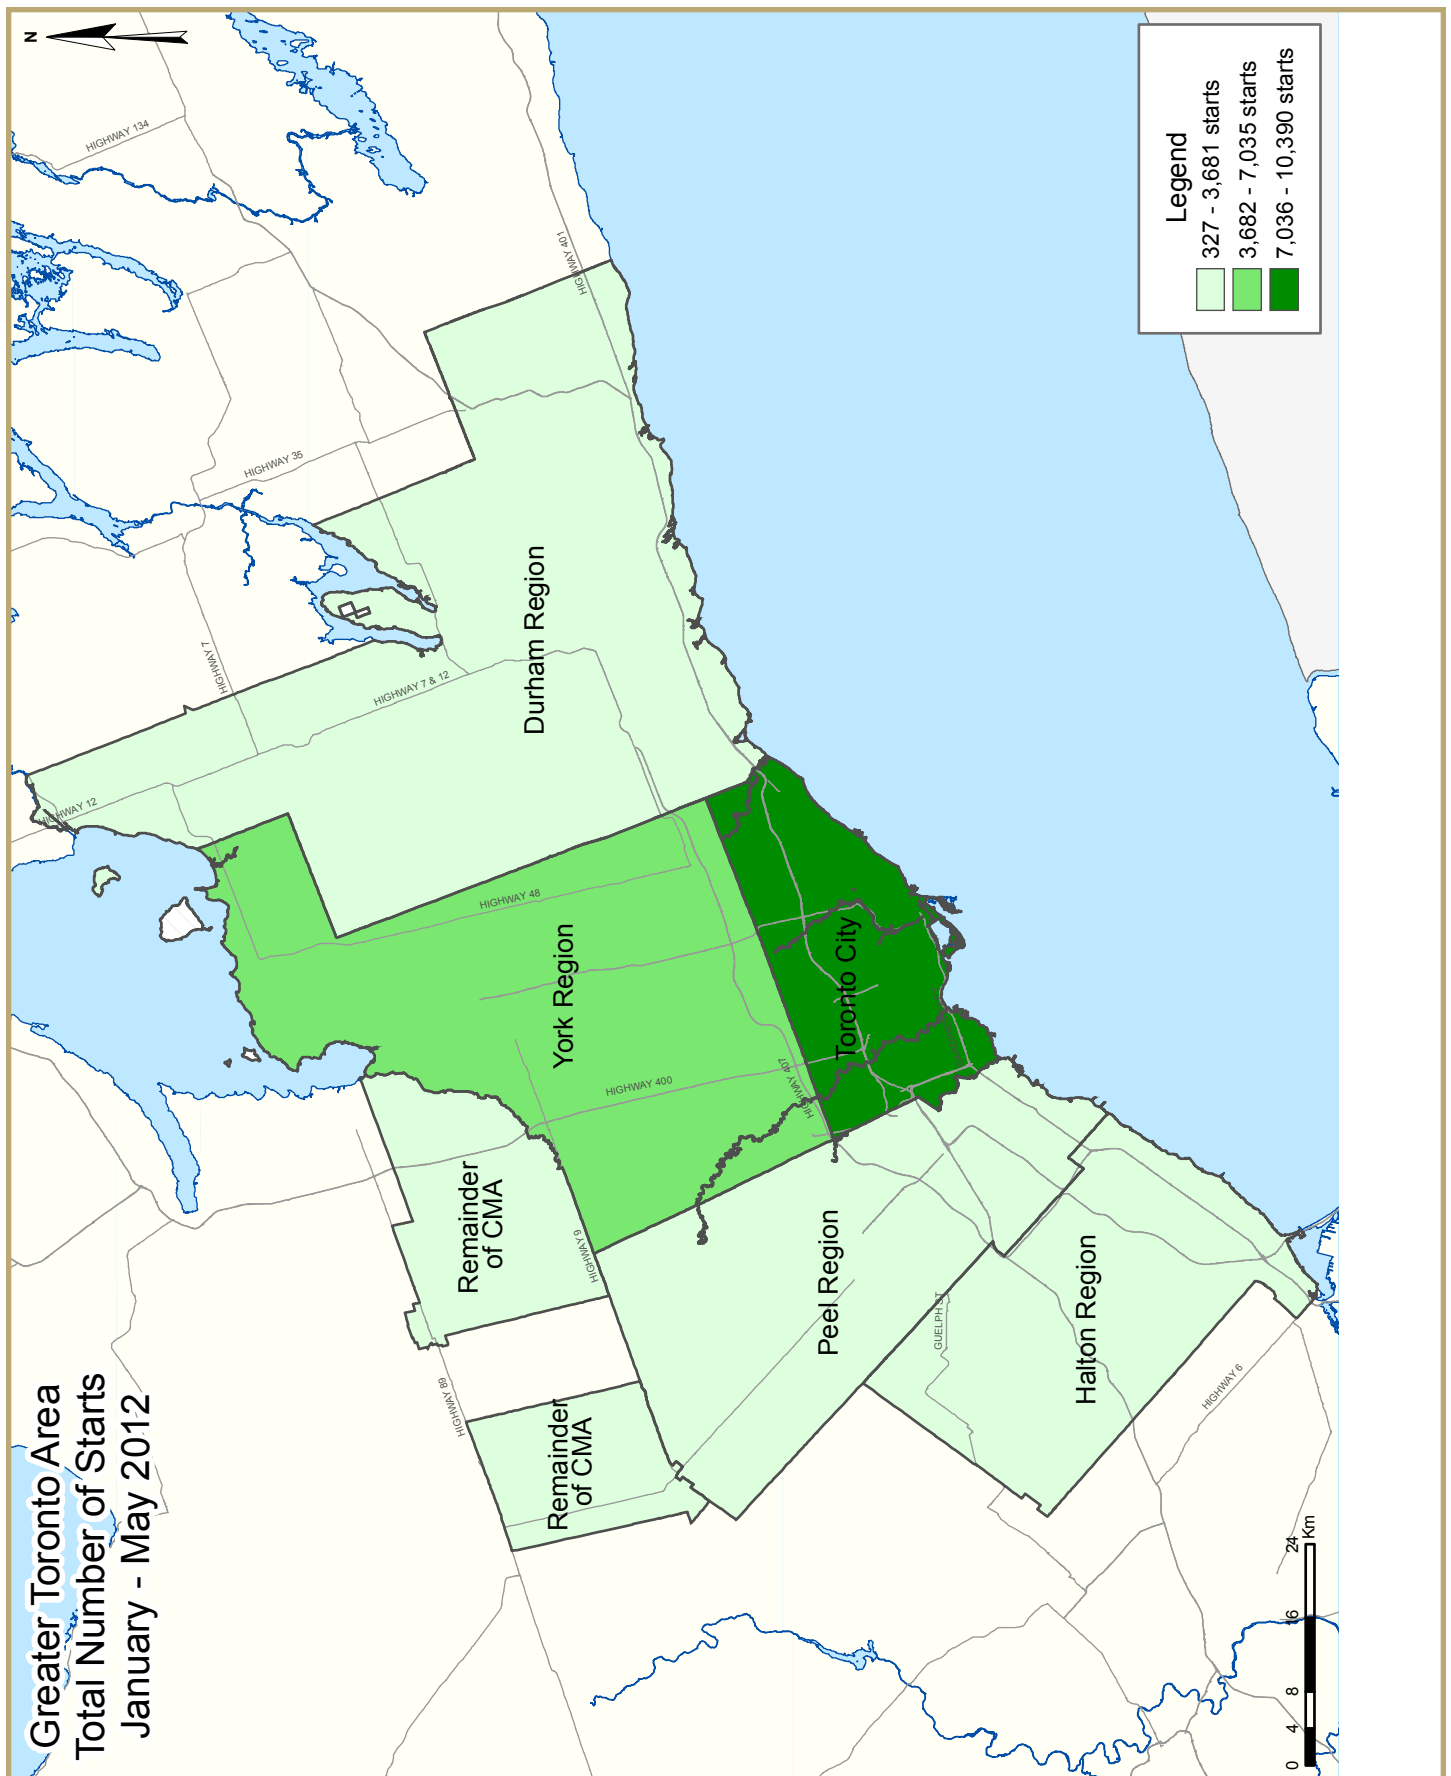 Greater Toronto Area
Total Number of Starts
January - May 2012
N
HIGHWAY 134
HIGHWAY 401
HIGHWAY 35
HIGHWAY 7
HIGHWAY 7 & 12
HIGHWAY 12
Durham Region
HIGHWAY 48
York Region
HIGHWAY 400
HIGHWAY 407
Toronto City
Remainder
of CMA
HIGHWAY 9
HIGHWAY 89
Remainder
of CMA
Peel Region
GUELPH ST
Halton Region
HIGHWAY 6
0 4 8 16 24
Km
Legend
327 - 3,681 starts
3,682 - 7,035 starts
7,036 - 10,390 starts